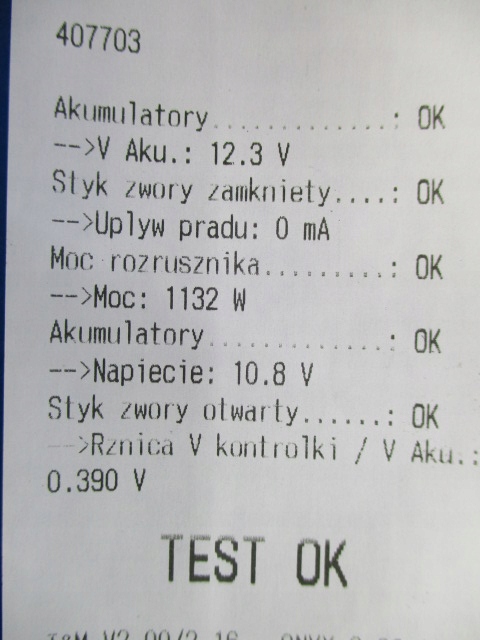 407703
Akumulatory..............: OK
-->V Aku.: 12.3 V
Styk zwory zamkniety....: OK
-->Uplyw pradu: 0 mA
Moc rozrusznika.........: OK
-->Moc: 1132 W
Akumulatory.............: OK
-->Napiecie: 10.8 V
Styk zwory otwarty......: OK
-->Rznica V kontrolki / V Aku.:
0.390 V
TEST OK